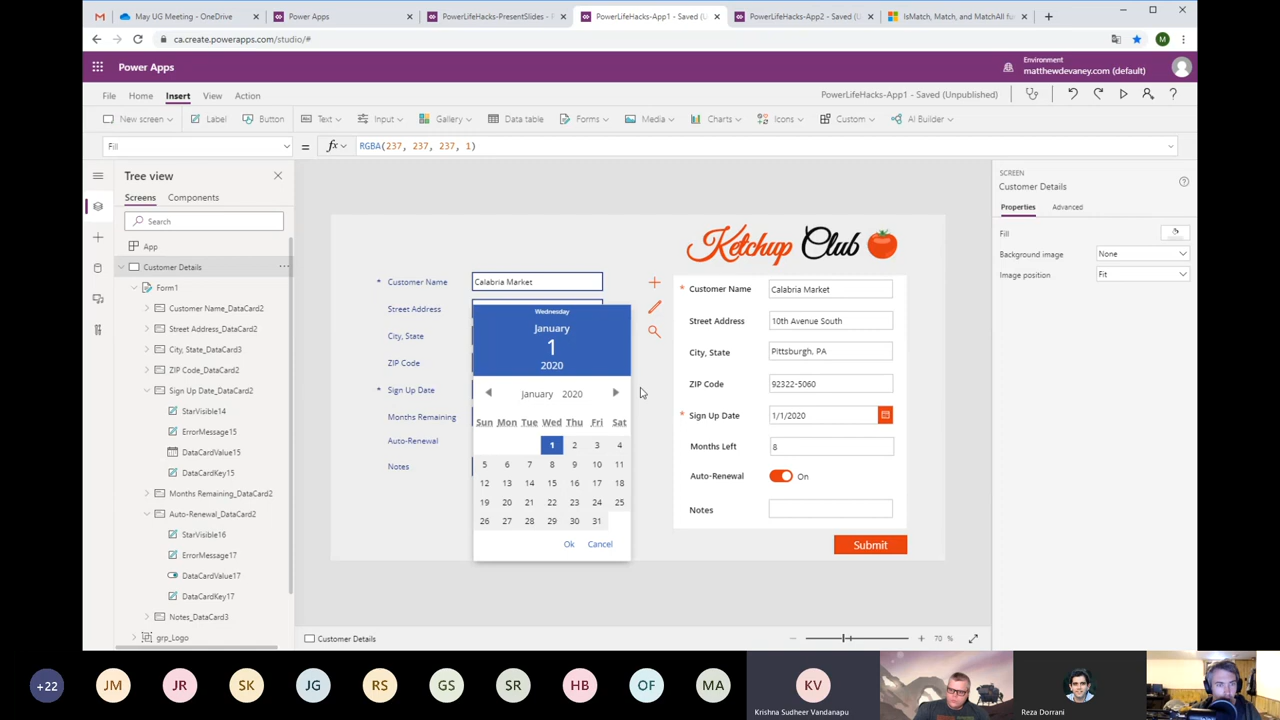 May UG Meeting - OneDrive
Power Apps
PowerLifeHacks-PresentSlides -
PowerLifeHacks-App1 - Saved (U
PowerLifeHacks-App2 - Saved (U
IsMatch, Match, and MatchAll fu
ca.create.powerapps.com/studio/#
M
Power Apps
Environment
matthewdevaney.com (default)
File
Home
Insert
View
Action
PowerLifeHacks-App1 - Saved (Unpublished)
New screen
Label
Button
Text
Input
Gallery
Data table
Forms
Media
Charts
Icons
Custom
AI Builder
Fill
=
fx
RGBA(237, 237, 237, 1)
Tree view
Screens
Components
Search
App
Customer Details
Form1
Customer Name_DataCard2
Street Address_DataCard2
City, State_DataCard3
ZIP Code_DataCard2
Sign Up Date_DataCard2
StarVisible14
ErrorMessage15
DataCardValue15
DataCardKey15
Months Remaining_DataCard2
Auto-Renewal_DataCard2
StarVisible16
ErrorMessage17
DataCardValue17
DataCardKey17
Notes_DataCard3
grp_Logo
* Customer Name
Calabria Market
Street Address
City, State
ZIP Code
* Sign Up Date
Months Remaining
Auto-Renewal
Notes
Wednesday
January
1
2020
January 2020
Sun Mon Tue Wed Thu Fri Sat
1 2 3 4
5 6 7 8 9 10 11
12 13 14 15 16 17 18
19 20 21 22 23 24 25
26 27 28 29 30 31
Ok Cancel
Ketchup Club
* Customer Name
Calabria Market
Street Address
10th Avenue South
City, State
Pittsburgh, PA
ZIP Code
92322-5060
* Sign Up Date
1/1/2020
Months Left
8
Auto-Renewal
On
Notes
Submit
SCREEN
Customer Details
Properties
Advanced
Fill
Background image
None
Image position
Fit
Customer Details
70 %
+22
JM
JR
SK
JG
RS
GS
SR
HB
OF
MA
KV
Krishna Sudheer Vandanapu
Reza Dorrani